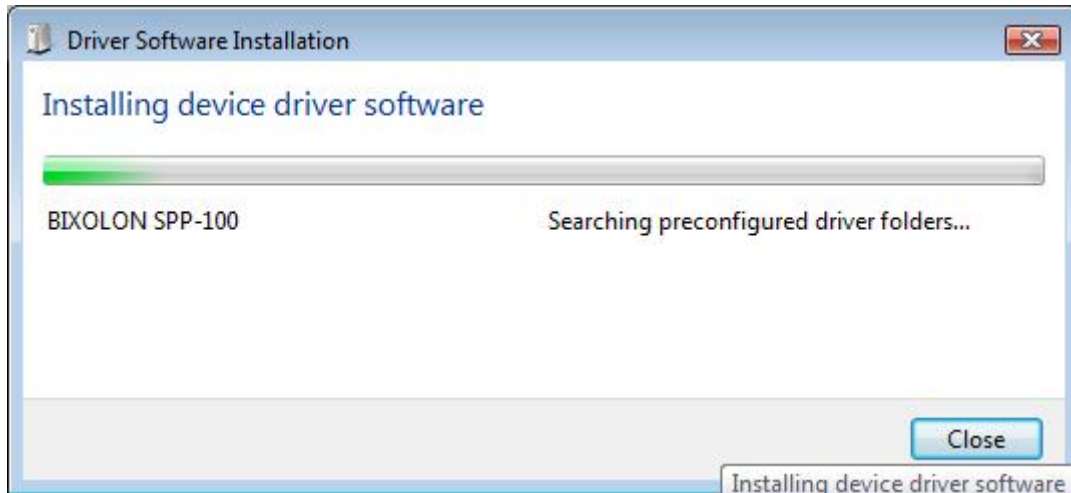 Driver Software Installation
Installing device driver software
BIXOLON SPP-100 Searching preconfigured driver folders...
Close
Installing device driver software